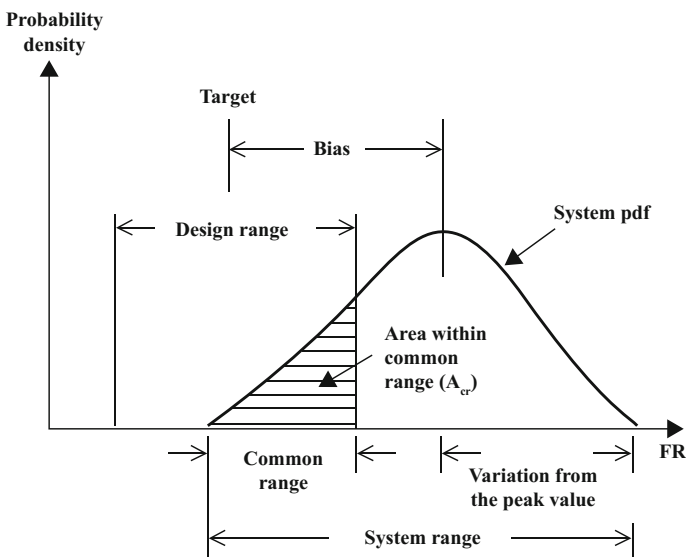 Probability
density
Target
Bias
System pdf
Design range
Area within
common
range (Acr)
FR
Common
range
Variation from
the peak value
System range